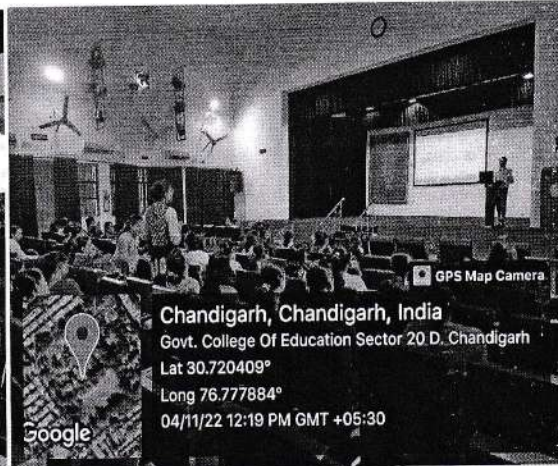 GPS Map Camera
Chandigarh, Chandigarh, India
Govt. College Of Education Sector 20 D. Chandigarh
Lat 30.720409°
Long 76.777884°
04/11/22 12:19 PM GMT +05:30
Google